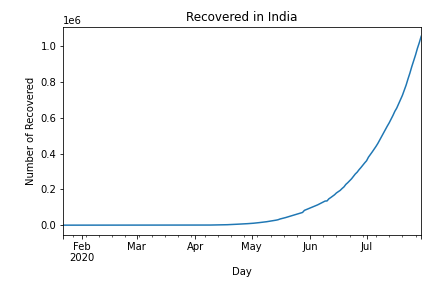 Recovered in India
1e6
1.0
0.8
0.6
0.4
0.2
0.0
Number of Recovered
Feb Mar Apr May Jun Jul
2020
Day